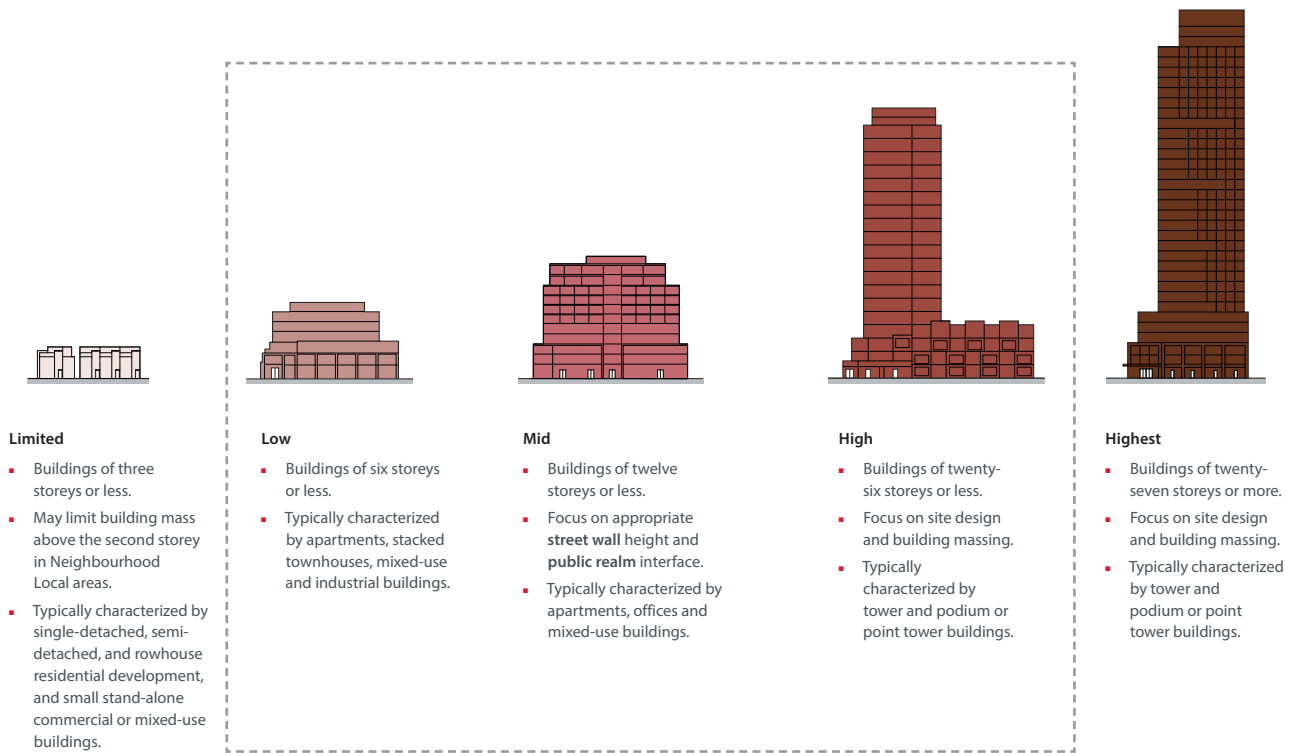 Limited
▪ Buildings of three
storeys or less.
▪ May limit building mass
above the second storey
in Neighbourhood
Local areas.
▪ Typically characterized by
single-detached, semi-
detached, and rowhouse
residential development,
and small stand-alone
commercial or mixed-use
buildings.
Low
▪ Buildings of six storeys
or less.
▪ Typically characterized
by apartments, stacked
townhouses, mixed-use
and industrial buildings.
Mid
▪ Buildings of twelve
storeys or less.
▪ Focus on appropriate
street wall height and
public realm interface.
▪ Typically characterized by
apartments, offices and
mixed-use buildings.
High
▪ Buildings of twenty-
six storeys or less.
▪ Focus on site design
and building massing.
▪ Typically
characterized by
tower and podium or
point tower buildings.
Highest
▪ Buildings of twenty-
seven storeys or more.
▪ Focus on site design
and building massing.
▪ Typically characterized
by tower and
podium or point
tower buildings.